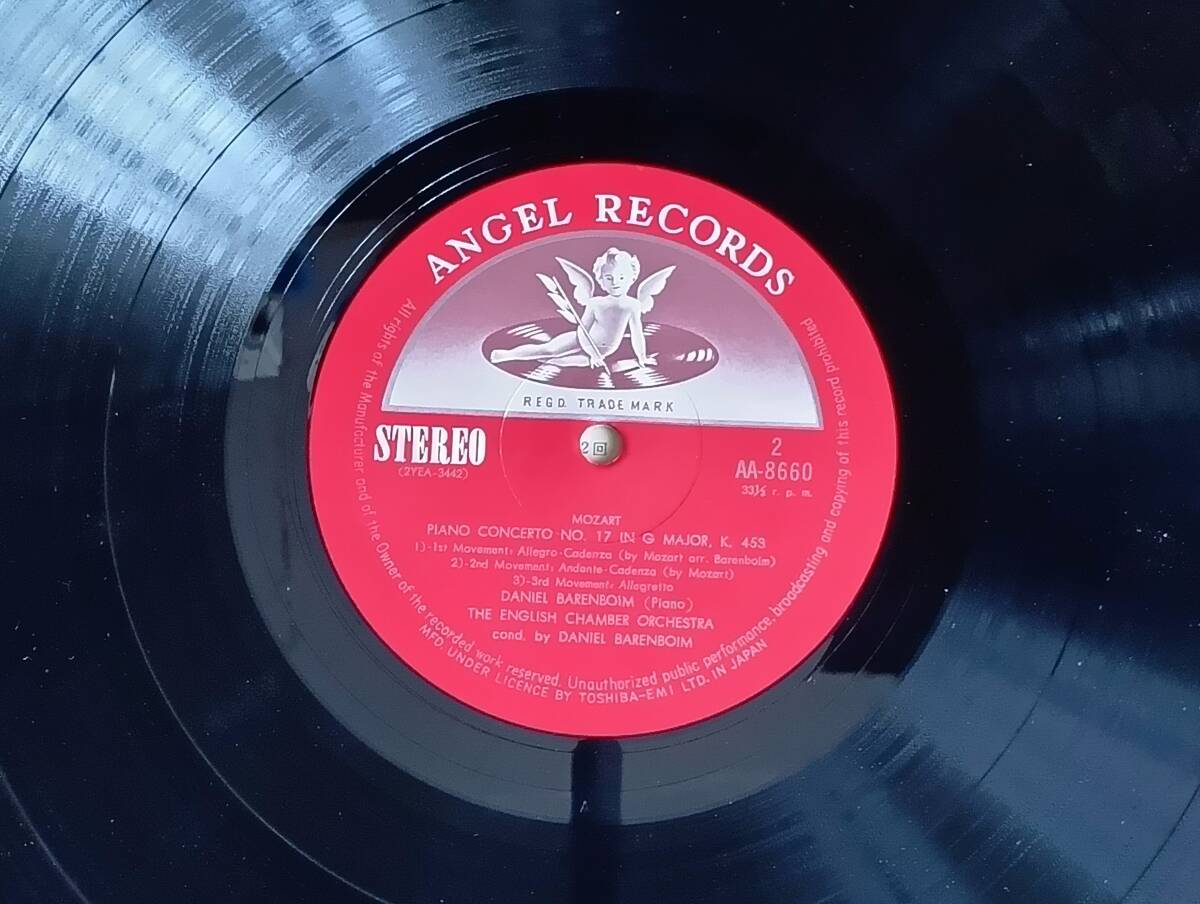 ANGEL RECORDS
REGD. TRADE MARK
STEREO
(2YEA-3442)
2回
2
AA-8660
33⅓ r. p. m.
MOZART
PIANO CONCERTO NO. 17 IN G MAJOR, K. 453
1)-1st Movement: Allegro-Cadenza (by Mozart arr. Barenboim)
2)-2nd Movement: Andante-Cadenza (by Mozart)
3)-3rd Movement: Allegretto
DANIEL BARENBOIM (Piano)
THE ENGLISH CHAMBER ORCHESTRA
cond. by DANIEL BARENBOIM
All rights of the Manufacturer and of the Owner of the recorded work reserved. Unauthorized public performance, broadcasting and copying of this record prohibited
MFD. UNDER LICENCE BY TOSHIBA-EMI LTD. IN JAPAN